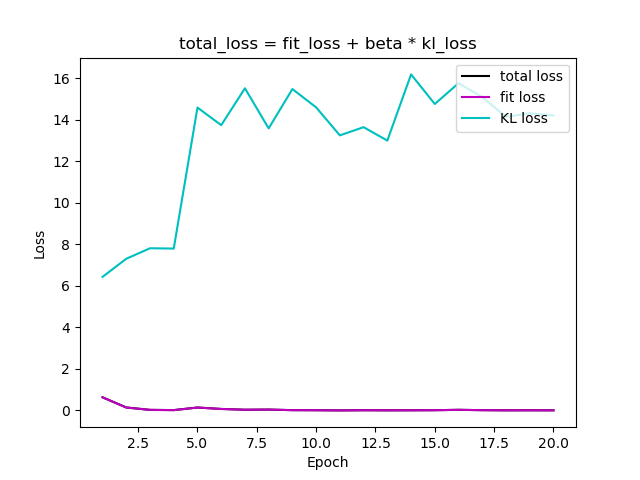 total_loss = fit_loss + beta * kl_loss
total loss
fit loss
KL loss
Loss
16
14
12
10
8
6
4
2
0
2.5 5.0 7.5 10.0 12.5 15.0 17.5 20.0
Epoch